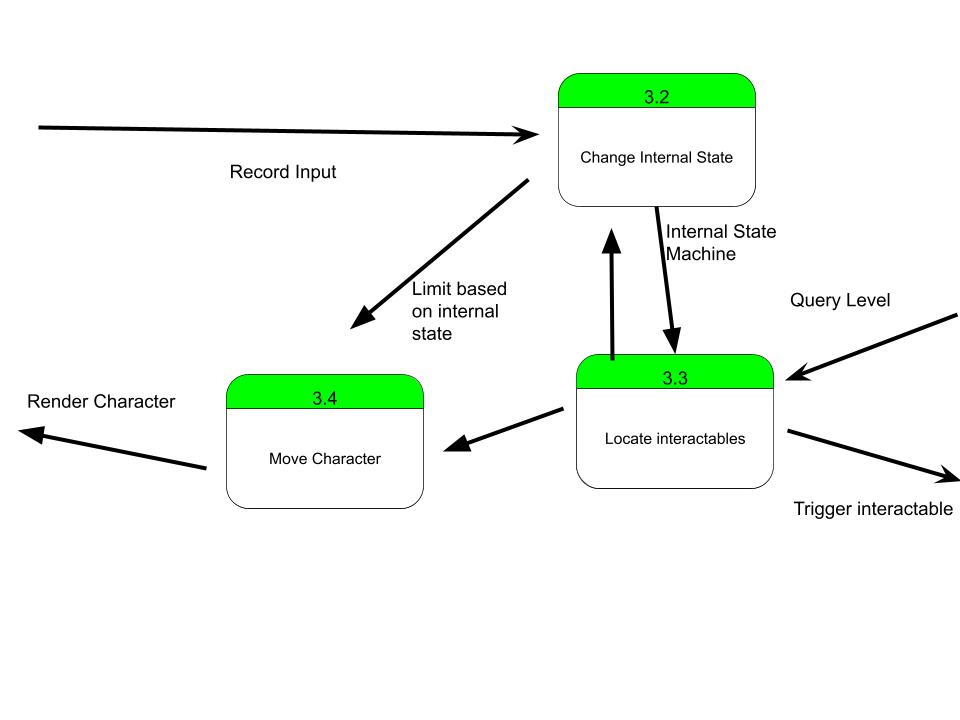 3.2
Change Internal State
Record Input
Internal State
Machine
Limit based
on internal
state
Query Level
3.3
Locate interactables
3.4
Move Character
Render Character
Trigger interactable